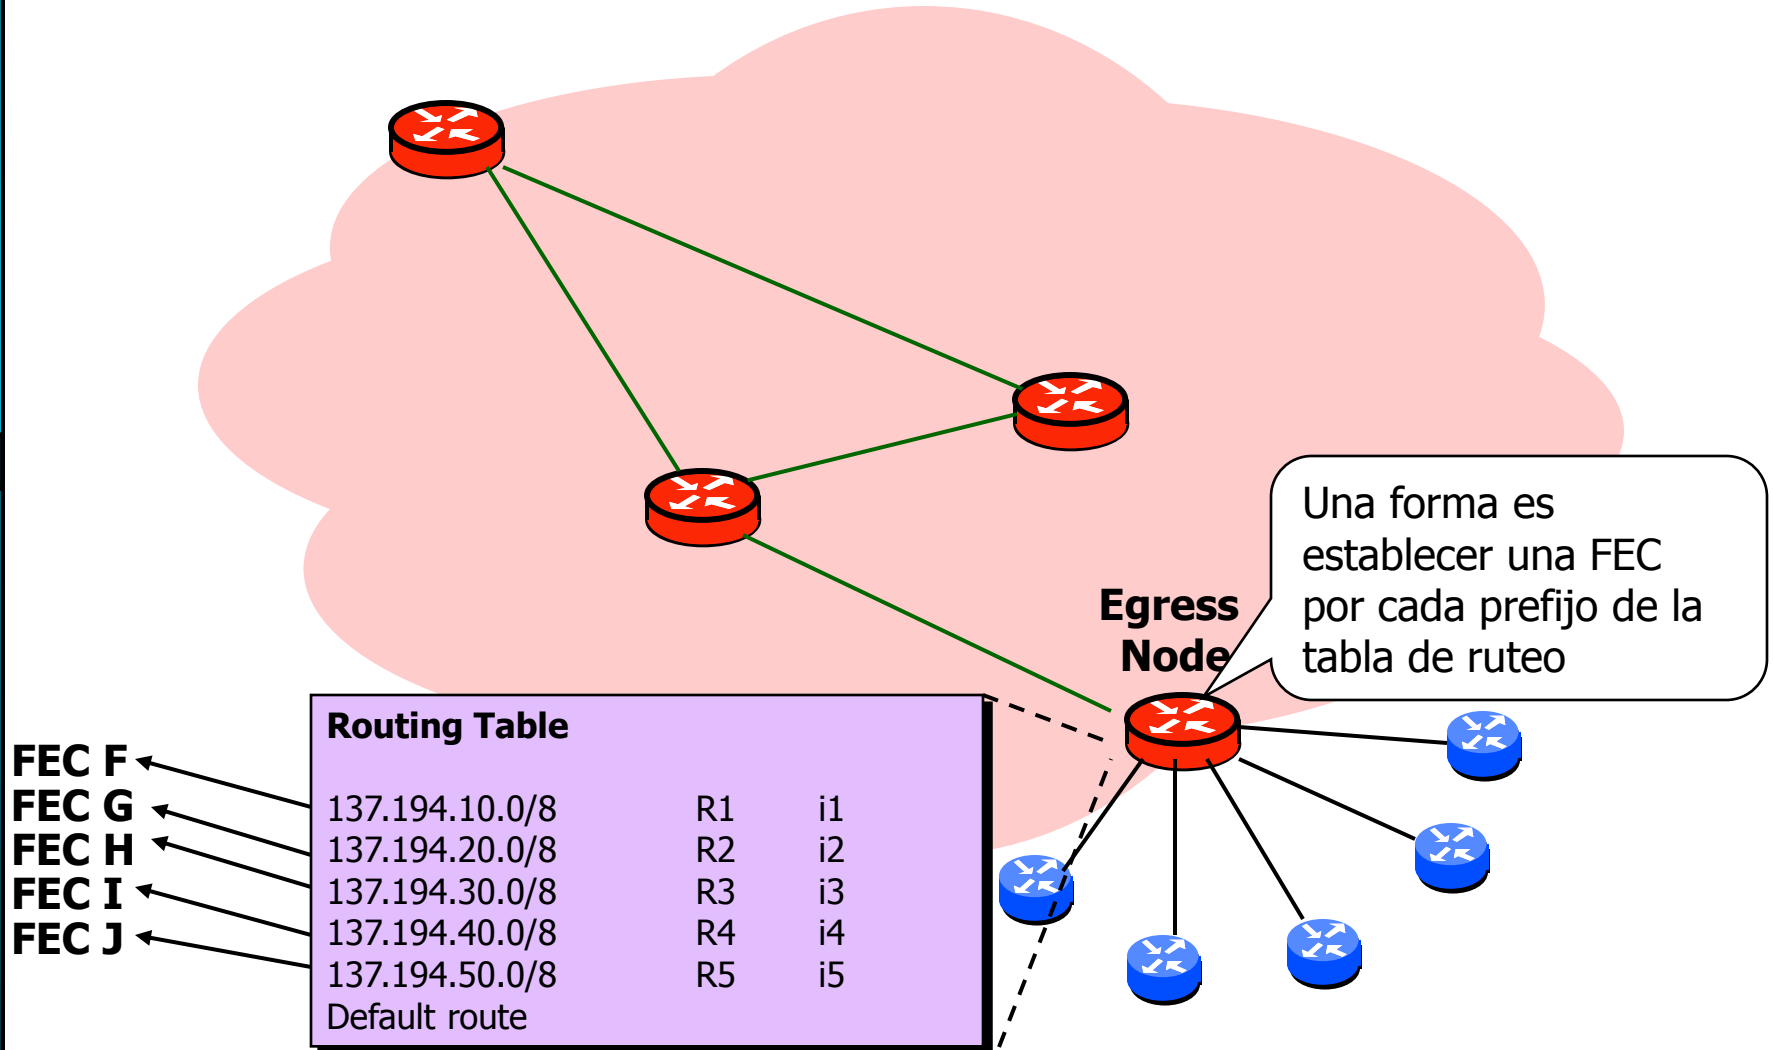 Una forma es
establecer una FEC
por cada prefijo de la
tabla de ruteo
Egress
Node
Routing Table
FEC F
FEC G
FEC H
FEC I
FEC J
137.194.10.0/8 R1 i1
137.194.20.0/8 R2 i2
137.194.30.0/8 R3 i3
137.194.40.0/8 R4 i4
137.194.50.0/8 R5 i5
Default route